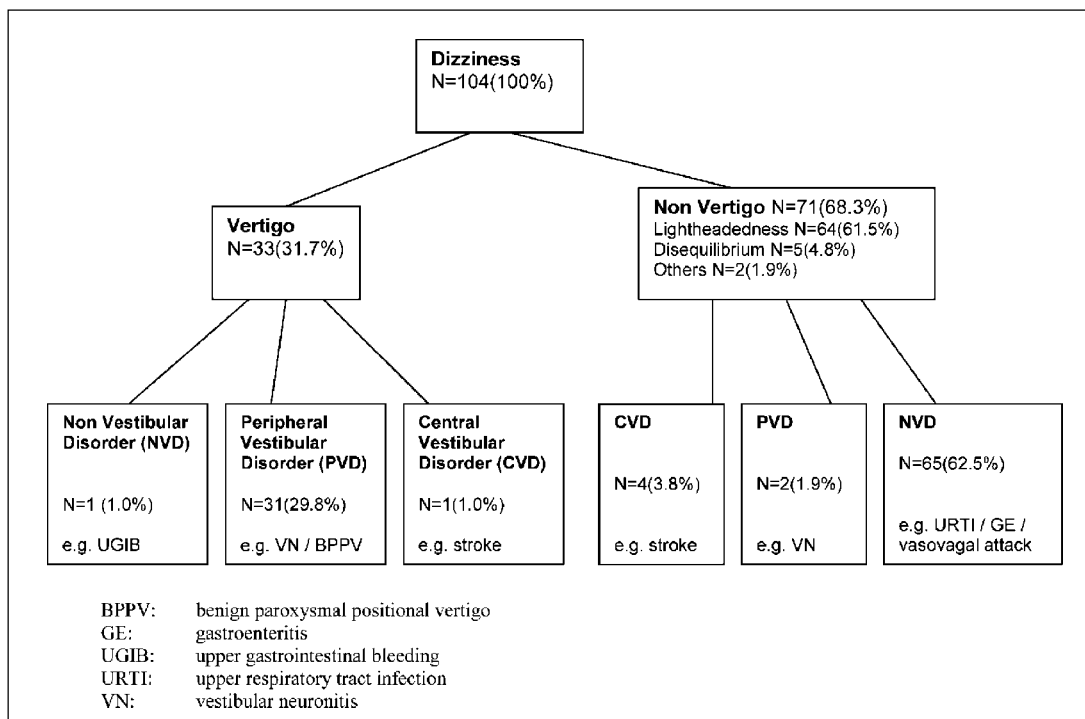 Dizziness
N=104(100%)
Vertigo
N=33(31.7%)
Non Vertigo N=71(68.3%)
Lightheadedness N=64(61.5%)
Disequilibrium N=5(4.8%)
Others N=2(1.9%)
Non Vestibular
Disorder (NVD)
N=1 (1.0%)
e.g. UGIB
Peripheral
Vestibular
Disorder (PVD)
N=31(29.8%)
e.g. VN / BPPV
Central
Vestibular
Disorder (CVD)
N=1(1.0%)
e.g. stroke
CVD
N=4(3.8%)
e.g. stroke
PVD
N=2(1.9%)
e.g. VN
NVD
N=65(62.5%)
e.g. URTI / GE /
vasovagal attack
BPPV: benign paroxysmal positional vertigo
GE: gastroenteritis
UGIB: upper gastrointestinal bleeding
URTI: upper respiratory tract infection
VN: vestibular neuronitis